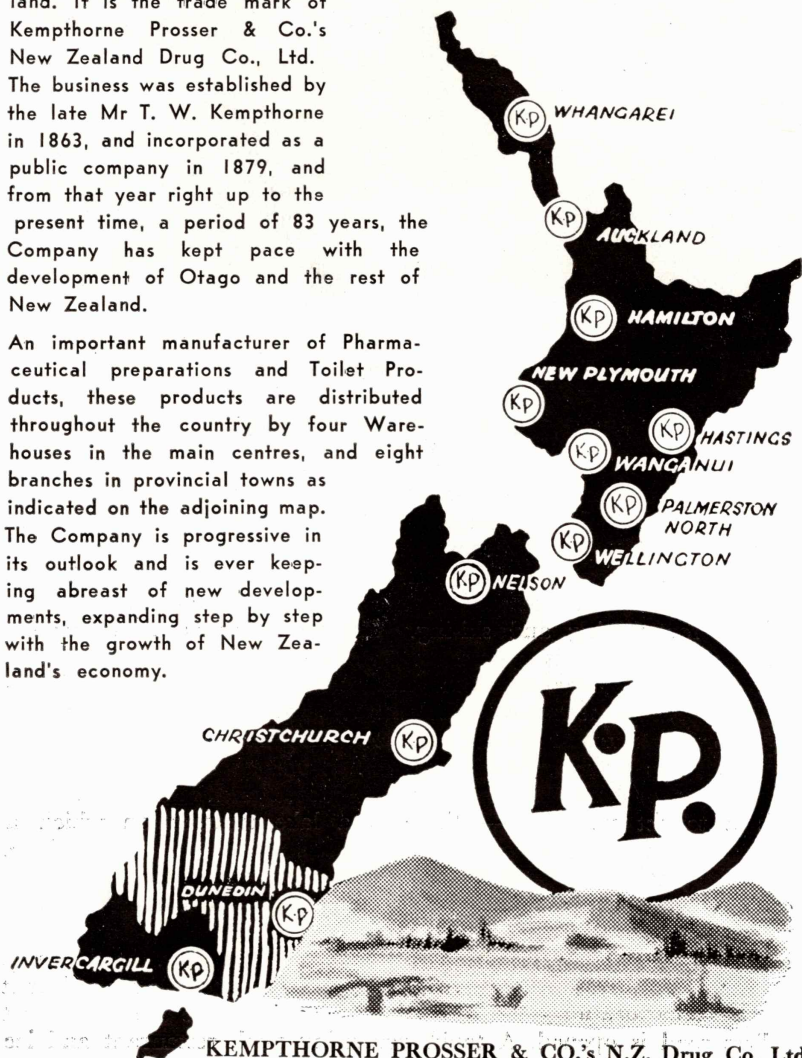 land. It is the trade mark of
Kempthorne Prosser & Co.'s
New Zealand Drug Co., Ltd.
The business was established by
the late Mr T. W. Kempthorne
in 1863, and incorporated as a
public company in 1879, and
from that year right up to the
present time, a period of 83 years, the
Company has kept pace with the
development of Otago and the rest of
New Zealand.
An important manufacturer of Pharma-
ceutical preparations and Toilet Pro-
ducts, these products are distributed
throughout the country by four Ware-
houses in the main centres, and eight
branches in provincial towns as
indicated on the adjoining map.
The Company is progressive in
its outlook and is ever keep-
ing abreast of new develop-
ments, expanding step by step
with the growth of New Zea-
land's economy.
K.P WHANGAREI
K.P AUCKLAND
K.P HAMILTON
NEW PLYMOUTH
K.P
K.P HASTINGS
K.P WANGANUI
K.P PALMERSTON
NORTH
K.P WELLINGTON
K.P NELSON
CHRISTCHURCH K.P
K.P.
DUNEDIN K.P
INVERCARGILL K.P
KEMPTHORNE PROSSER & CO.'s N.Z. Drug Co. Ltd